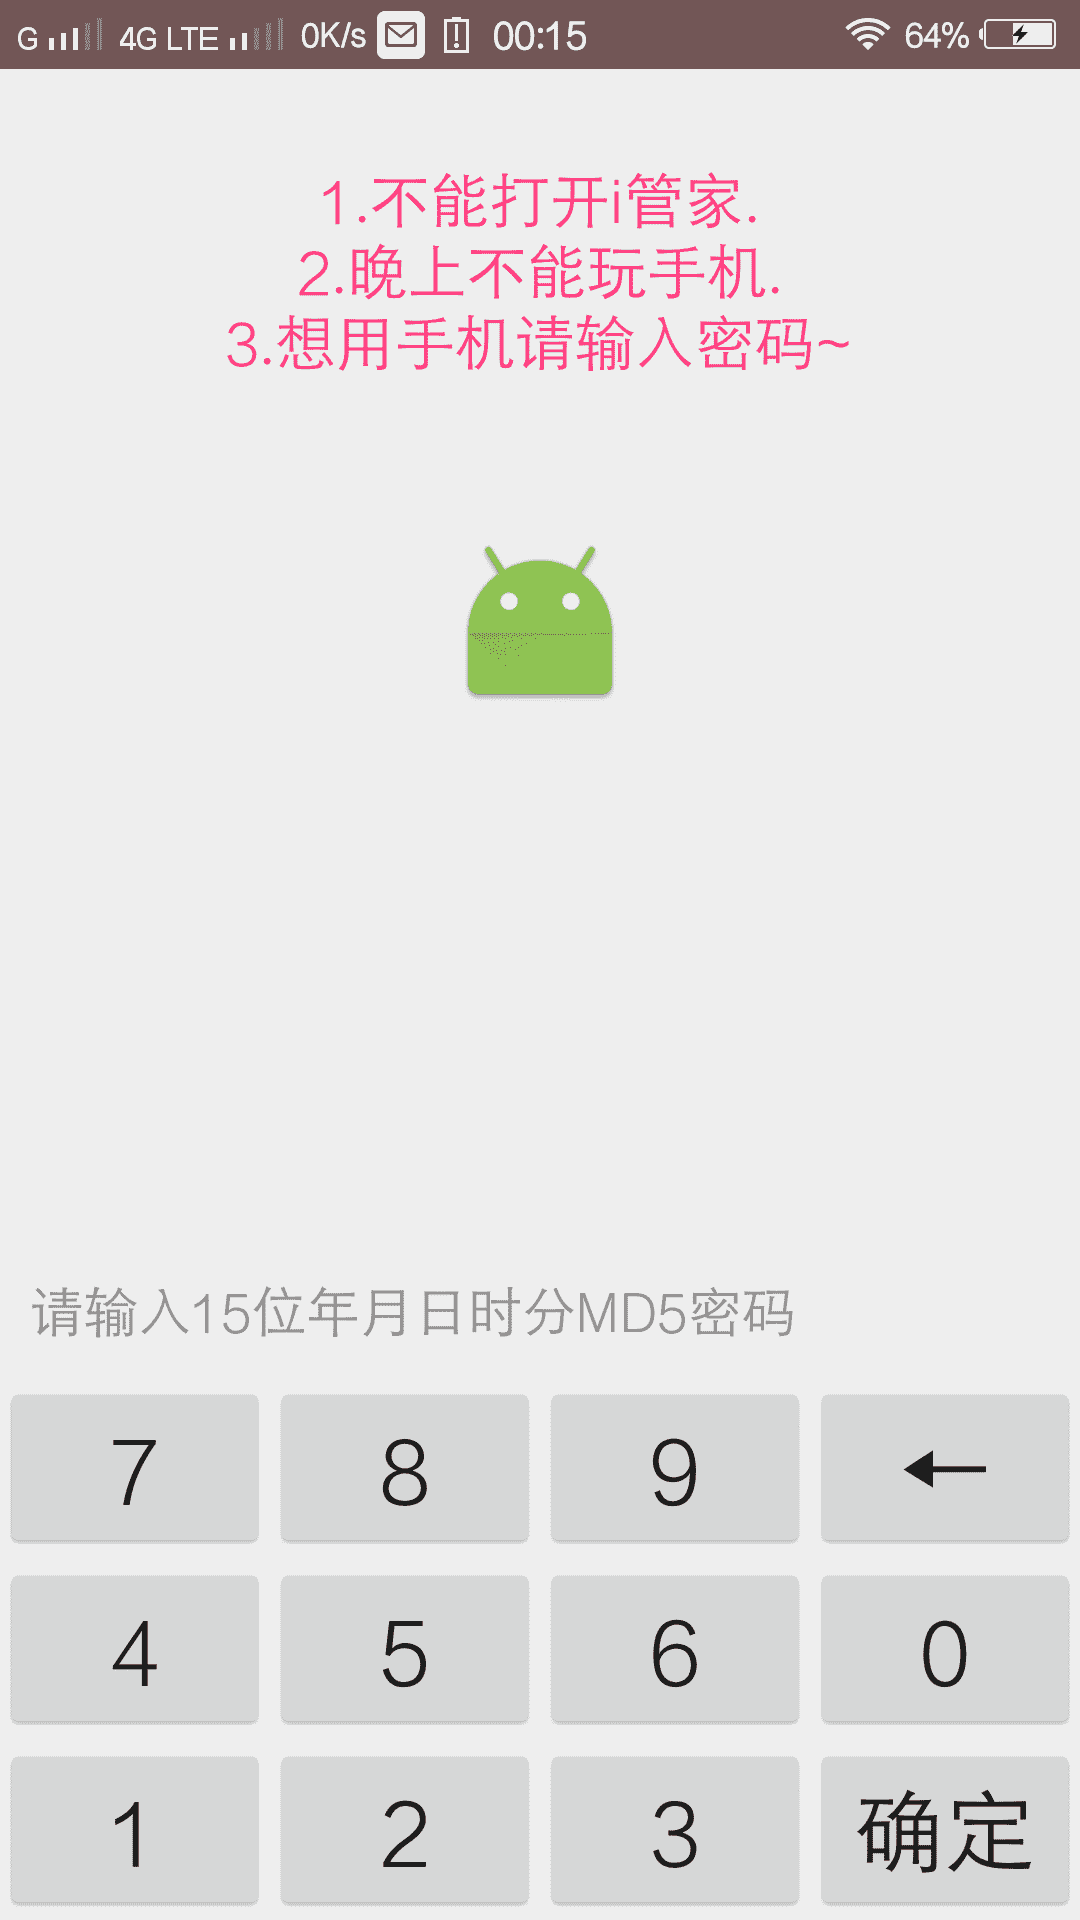 G 4G LTE 0K/s 00:15 64%
1.不能打开i管家.
2.晚上不能玩手机.
3.想用手机请输入密码~
请输入15位年月日时分MD5密码
7 8 9
4 5 6 0
1 2 3 确定